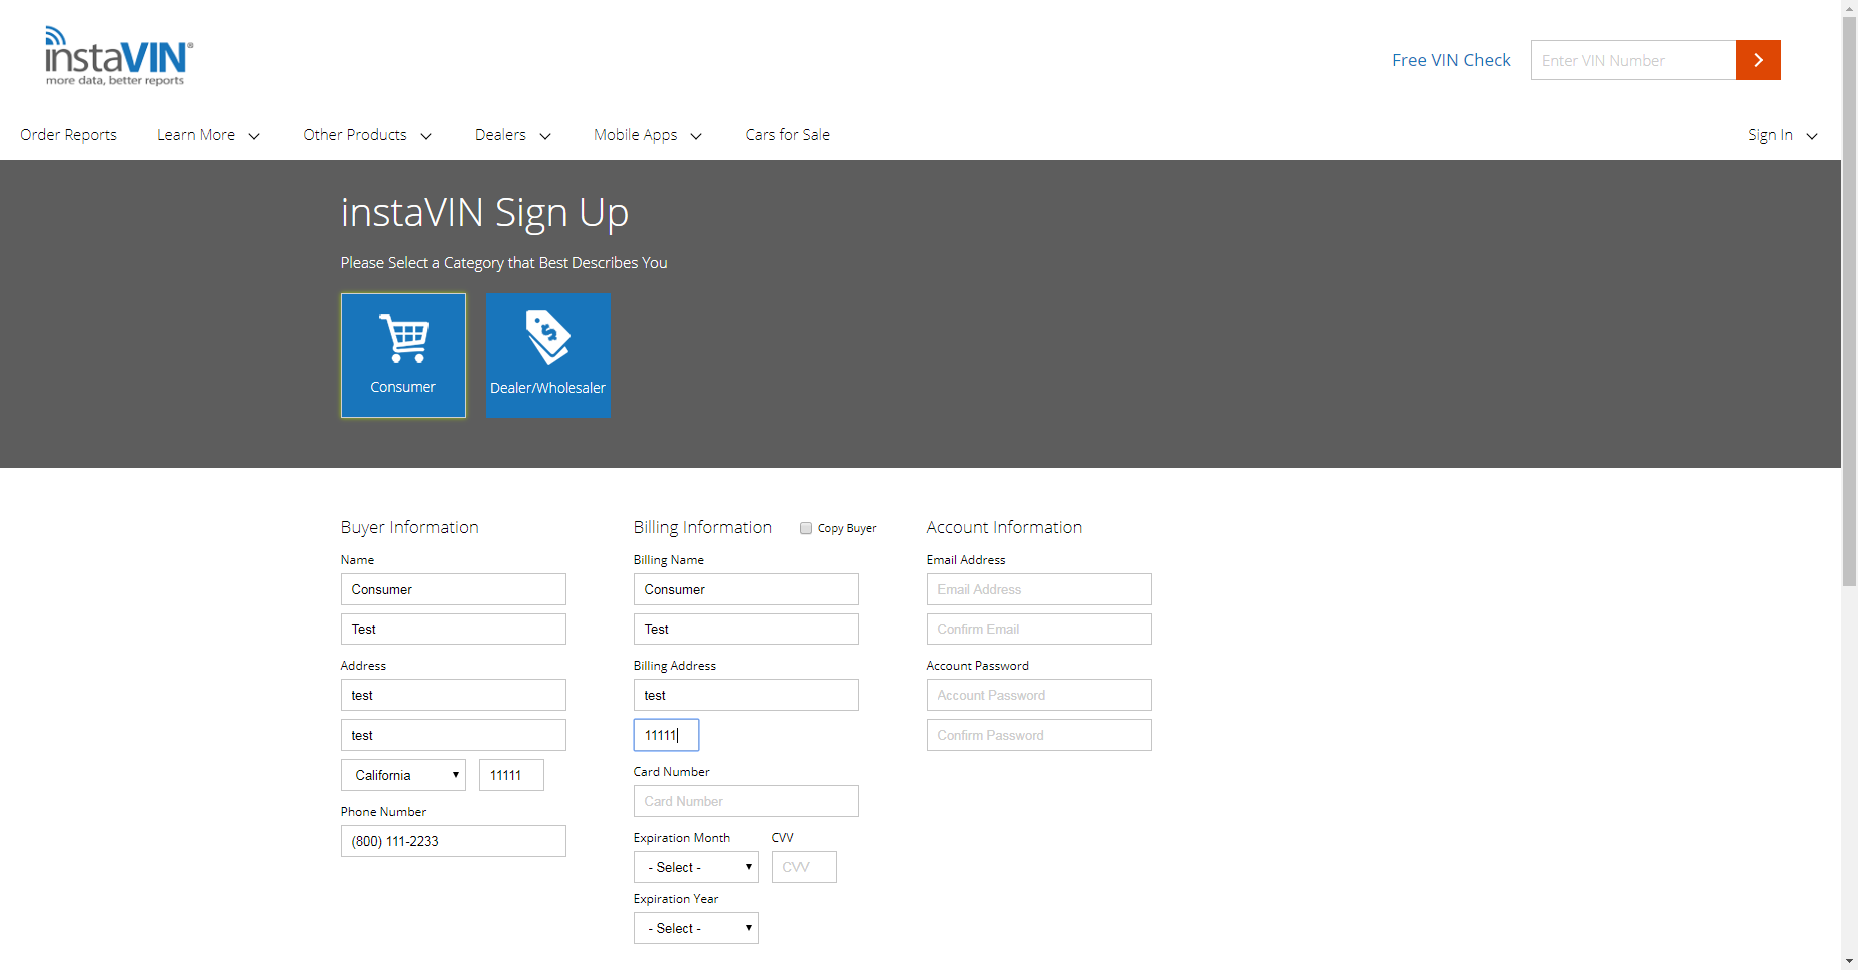 instaVIN®
more data, better reports
Free VIN Check
Enter VIN Number
Order Reports
Learn More
Other Products
Dealers
Mobile Apps
Cars for Sale
Sign In
instaVIN Sign Up
Please Select a Category that Best Describes You
Consumer
Dealer/Wholesaler
Buyer Information
Name
Consumer
Test
Address
test
test
California
11111
Phone Number
(800) 111-2233
Billing Information
Copy Buyer
Billing Name
Consumer
Test
Billing Address
test
11111
Card Number
Card Number
Expiration Month
CVV
- Select -
CVV
Expiration Year
- Select -
Account Information
Email Address
Email Address
Confirm Email
Account Password
Account Password
Confirm Password